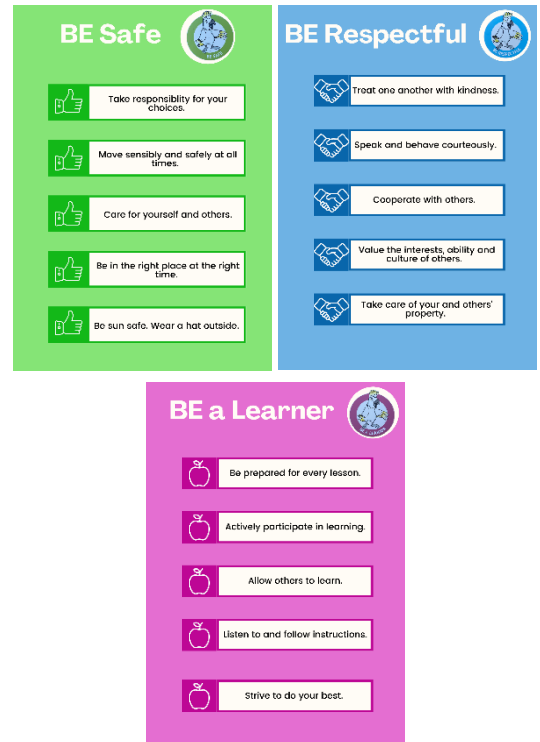 BE Safe
BE SAFE
Take responsiblity for your
choices.
Move sensibly and safely at all
times.
Care for yourself and others.
Be in the right place at the right
time.
Be sun safe. Wear a hat outside.
BE Respectful
Treat one another with kindness.
Speak and behave courteously.
Cooperate with others.
Value the interests, ability and
culture of others.
Take care of your and others'
property.
BE a Learner
BE A LEARNER
Be prepared for every lesson.
Actively participate in learning.
Allow others to learn.
Listen to and follow instructions.
Strive to do your best.